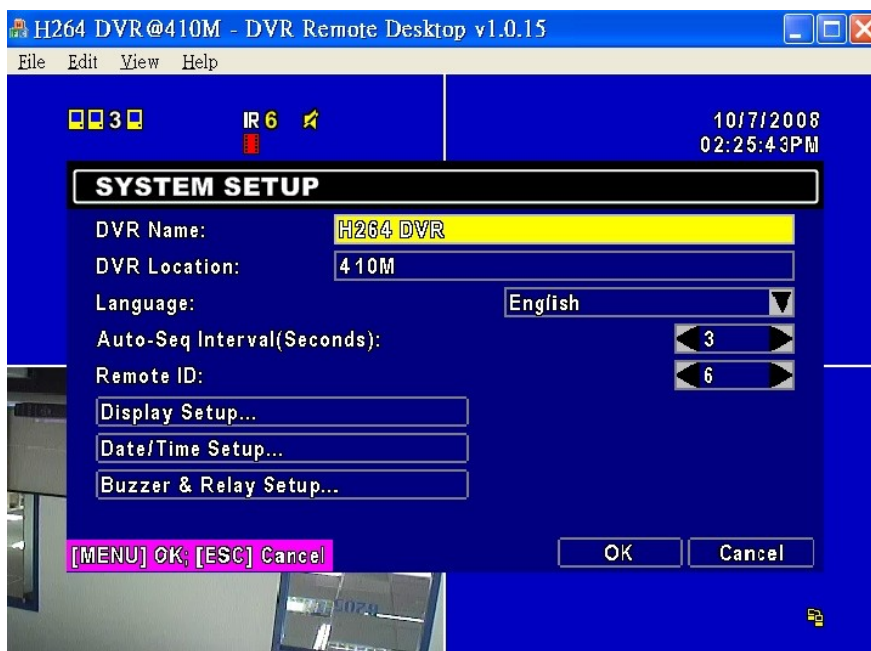 H264 DVR@410M - DVR Remote Desktop v1.0.15
File Edit View Help
3 IR 6 10/7/2008
02:25:43PM
SYSTEM SETUP
DVR Name: H264 DVR
DVR Location: 410M
Language: English
Auto-Seq Interval(Seconds): 3
Remote ID: 6
Display Setup...
Date/Time Setup...
Buzzer & Relay Setup...
[MENU] OK; [ESC] Cancel OK Cancel